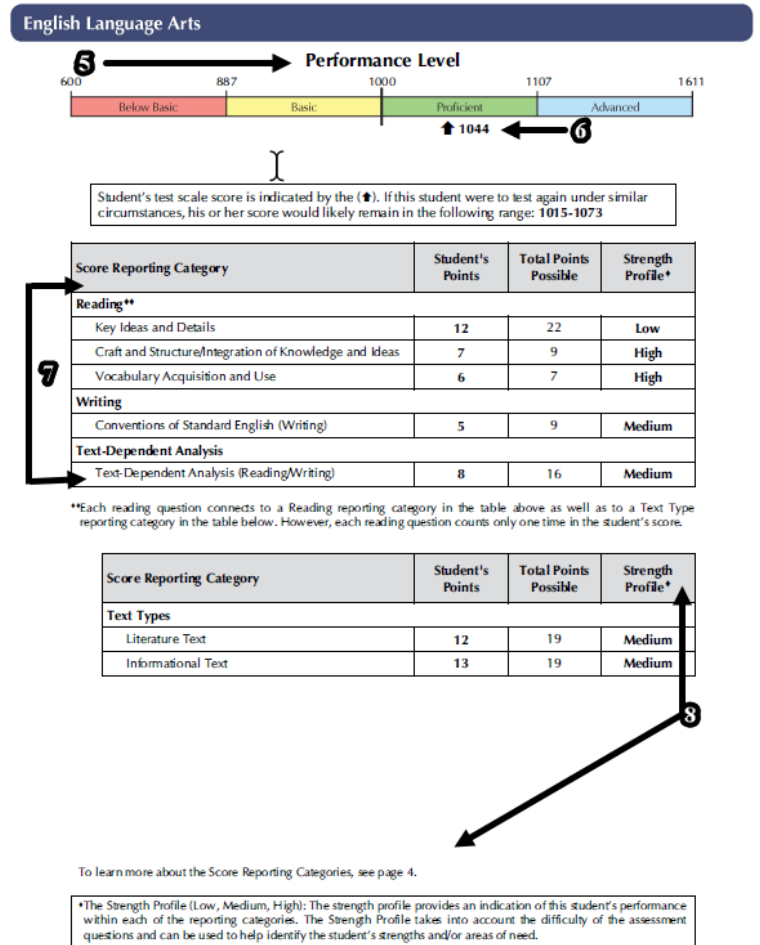 English Language Arts
5 Performance Level
600 887 1000 1107 1611
Below Basic Basic Proficient Advanced
⬆ 1044 6
Student's test scale score is indicated by the (⬆). If this student were to test again under similar
circumstances, his or her score would likely remain in the following range: 1015-1073
Score Reporting Category Student's Points Total Points Possible Strength Profile♦
Reading♦♦
Key Ideas and Details 12 22 Low
Craft and Structure/Integration of Knowledge and Ideas 7 9 High
7
Vocabulary Acquisition and Use 6 7 High
Writing
Conventions of Standard English (Writing) 5 9 Medium
Text-Dependent Analysis
Text-Dependent Analysis (Reading/Writing) 8 16 Medium
♦♦Each reading question connects to a Reading reporting category in the table above as well as to a Text Type
reporting category in the table below. However, each reading question counts only one time in the student's score.
Score Reporting Category Student's Points Total Points Possible Strength Profile♦
Text Types
Literature Text 12 19 Medium
Informational Text 13 19 Medium
8
To learn more about the Score Reporting Categories, see page 4.
♦The Strength Profile (Low, Medium, High): The strength profile provides an indication of this student's performance
within each of the reporting categories. The Strength Profile takes into account the difficulty of the assessment
questions and can be used to help identify the student's strengths and/or areas of need.